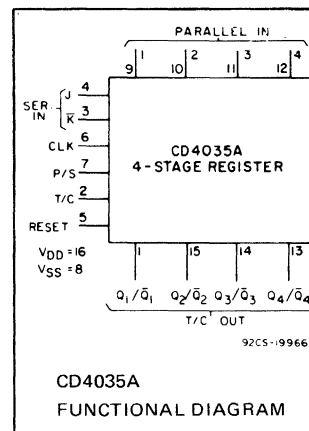 PARALLEL IN
1 2 3 4
9 10 11 12
J 4
SER. IN
K̅ 3
CLK 6
P/S 7
T/C 2
RESET 5
CD4035A
4-STAGE REGISTER
VDD =16
VSS =8
1 15 14 13
Q1/Q̅1 Q2/Q̅2 Q3/Q̅3 Q4/Q̅4
T/C OUT
92CS-19966
CD4035A
FUNCTIONAL DIAGRAM